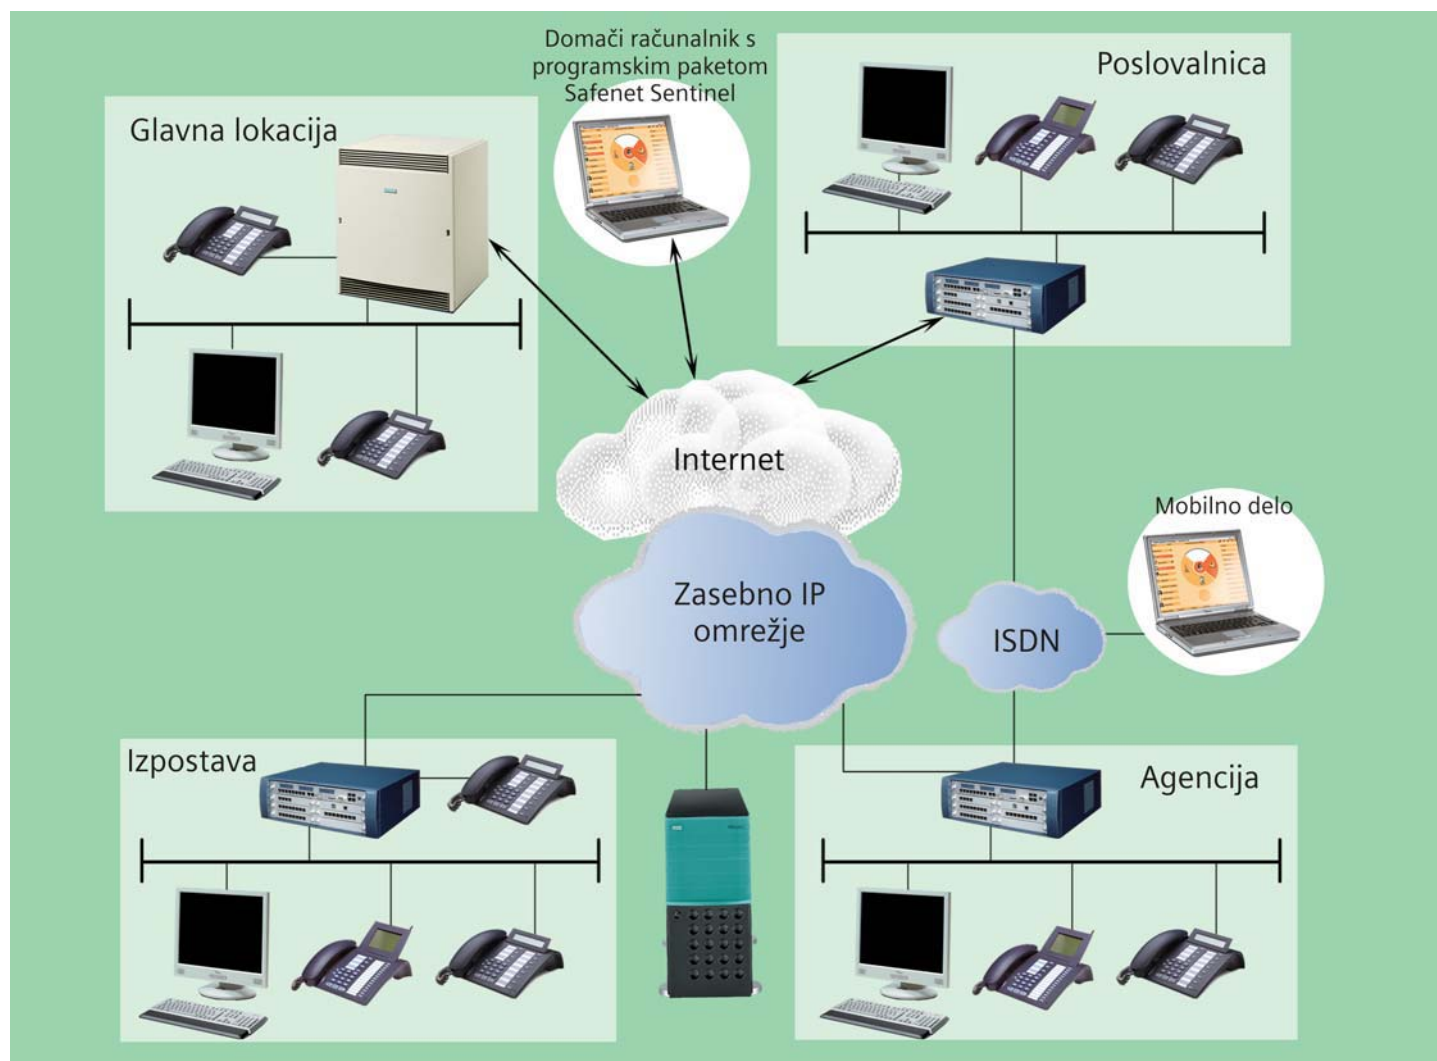 Domači računalnik s
programskim paketom
Safenet Sentinel
Poslovalnica
Glavna lokacija
Internet
Mobilno delo
Zasebno IP
omrežje
ISDN
Izpostava
Agencija